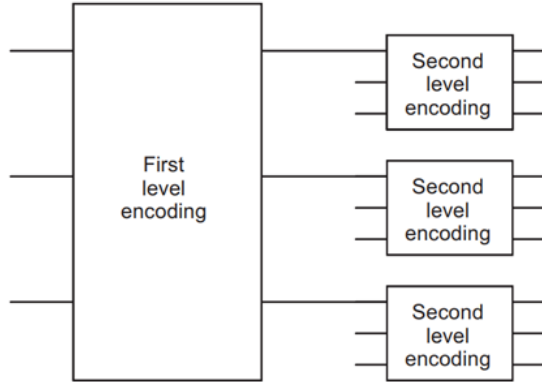 First
level
encoding
Second
level
encoding
Second
level
encoding
Second
level
encoding